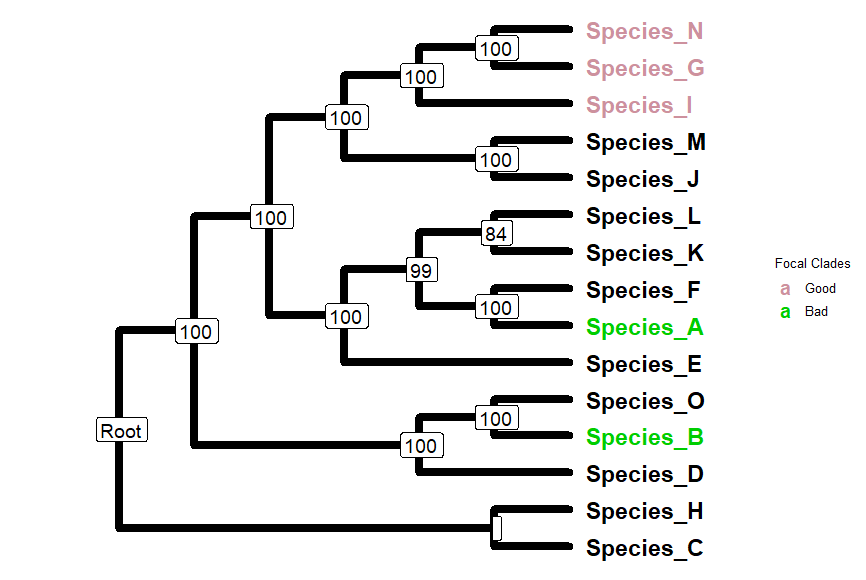 Species_N
100
Species_G
100
Species_I
100
Species_M
100
Species_J
100
Species_L
84
Species_K
99
Species_F
100
Species_A
100
Species_E
100
Species_O
100
Species_B
100
Species_D
Root
Species_H
Species_C
Focal Clades
a Good
a Bad